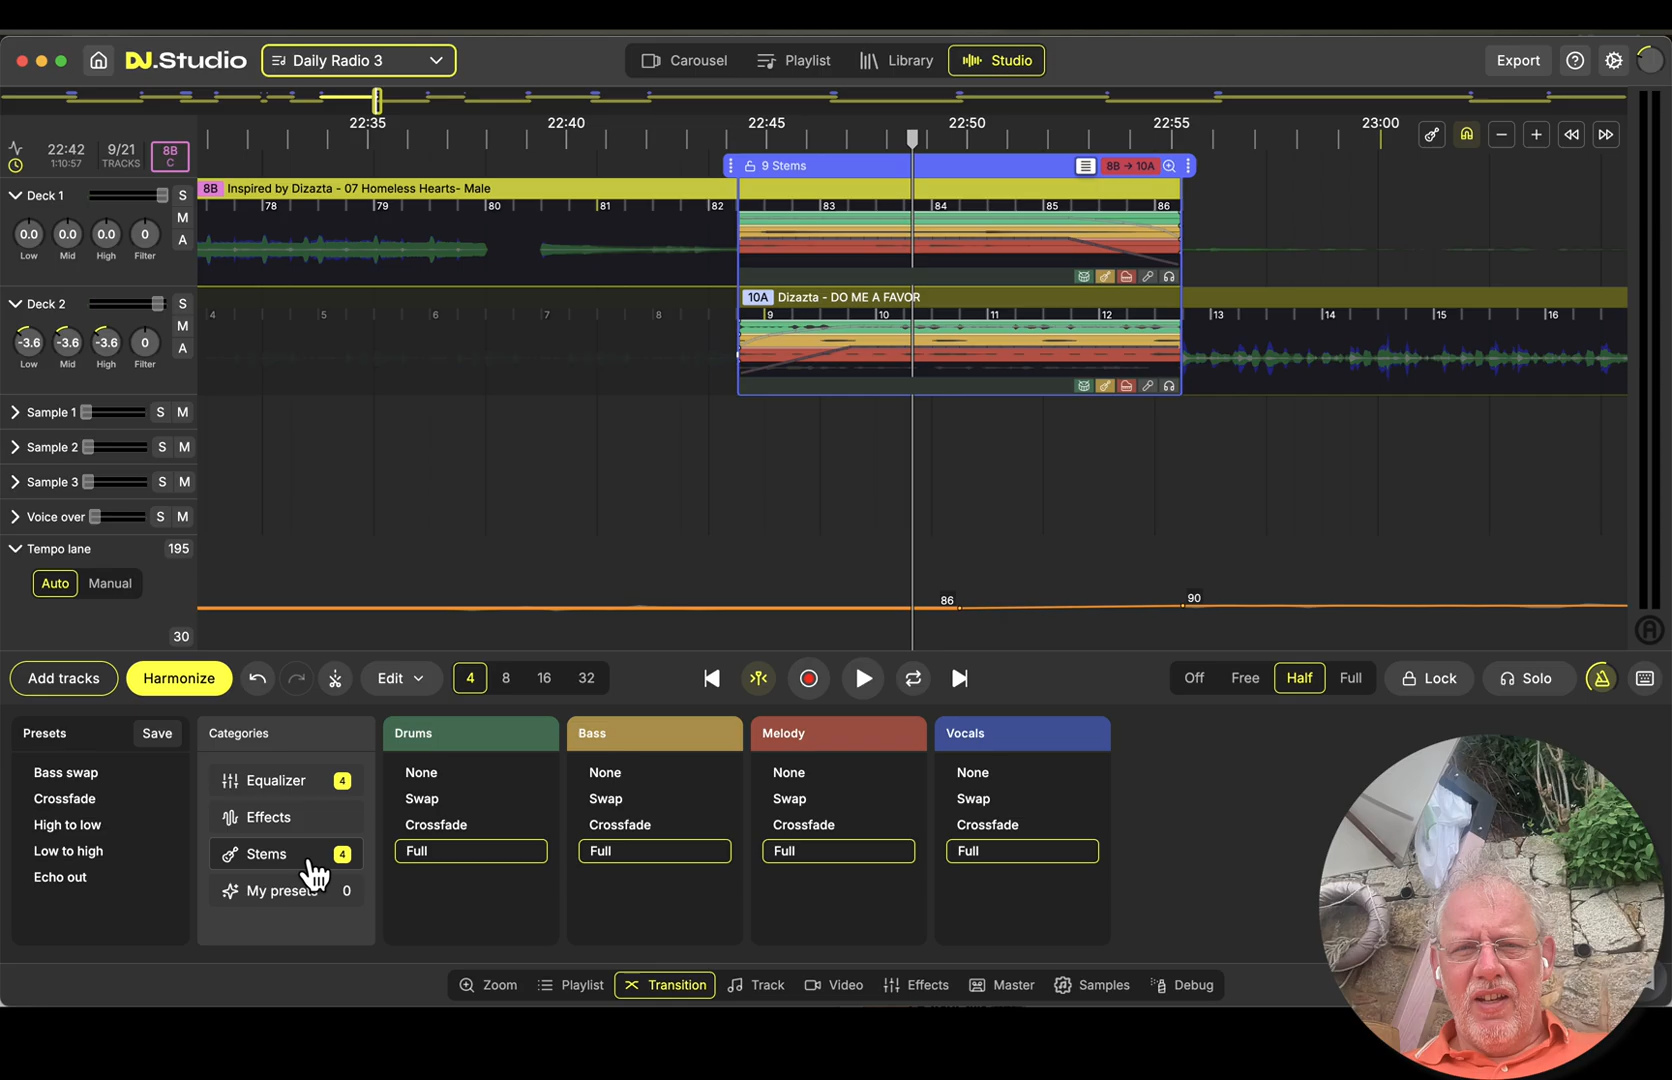 DJ.Studio
Daily Radio 3
Carousel
Playlist
Library
Studio
Export
22:35
22:40
22:45
22:50
22:55
23:00
22:42
1:10:57
9/21
TRACKS
8B
C
9 Stems
8B → 10A
Deck 1
S
M
A
0.0
0.0
0.0
0
Low
Mid
High
Filter
8B
Inspired by Dizazta - 07 Homeless Hearts- Male
78
79
80
81
82
83
84
85
86
Deck 2
S
M
A
-3.6
-3.6
-3.6
0
Low
Mid
High
Filter
10A
Dizazta - DO ME A FAVOR
4
5
6
7
8
9
10
11
12
13
14
15
16
Sample 1
S
M
Sample 2
S
M
Sample 3
S
M
Voice over
S
M
Tempo lane
195
Auto
Manual
86
90
30
Add tracks
Harmonize
Edit
4
8
16
32
Off
Free
Half
Full
Lock
Solo
Presets
Save
Bass swap
Crossfade
High to low
Low to high
Echo out
Categories
Equalizer
4
Effects
Stems
4
My presets
0
Drums
None
Swap
Crossfade
Full
Bass
None
Swap
Crossfade
Full
Melody
None
Swap
Crossfade
Full
Vocals
None
Swap
Crossfade
Full
Zoom
Playlist
Transition
Track
Video
Effects
Master
Samples
Debug